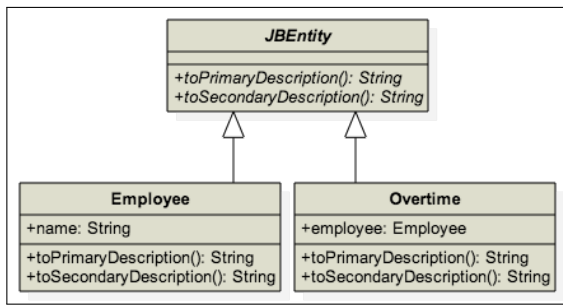 JBEntity
+toPrimaryDescription(): String
+toSecondaryDescription(): String
Employee
+name: String
+toPrimaryDescription(): String
+toSecondaryDescription(): String
Overtime
+employee: Employee
+toPrimaryDescription(): String
+toSecondaryDescription(): String